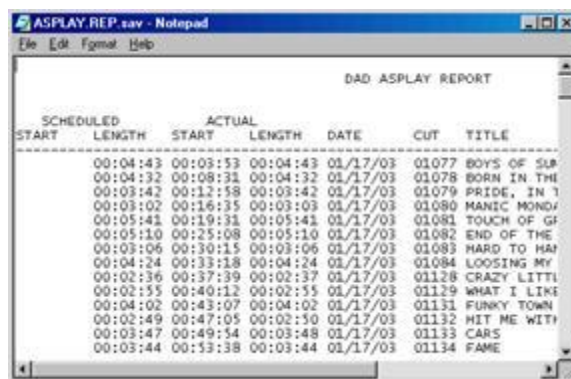 ASPLAY.REP.sav - Notepad
File Edit Format Help
DAD ASPLAY REPORT
SCHEDULED ACTUAL
START LENGTH START LENGTH DATE CUT TITLE
00:04:43 00:03:53 00:04:43 01/17/03 01077 BOYS OF SUM
00:04:32 00:08:31 00:04:32 01/17/03 01078 BORN IN THE
00:03:42 00:12:58 00:03:42 01/17/03 01079 PRIDE, IN T
00:03:02 00:16:35 00:03:03 01/17/03 01080 MANIC MONDA
00:05:41 00:19:31 00:05:41 01/17/03 01081 TOUCH OF GR
00:05:10 00:25:08 00:05:10 01/17/03 01082 END OF THE
00:03:06 00:30:15 00:03:06 01/17/03 01083 HARD TO HAN
00:04:24 00:33:18 00:04:24 01/17/03 01084 LOOSING MY
00:02:36 00:37:39 00:02:37 01/17/03 01128 CRAZY LITTL
00:02:55 00:40:12 00:02:55 01/17/03 01129 WHAT I LIKE
00:04:02 00:43:07 00:04:02 01/17/03 01131 FUNKY TOWN
00:02:49 00:47:05 00:02:50 01/17/03 01132 HIT ME WITH
00:03:47 00:49:54 00:03:48 01/17/03 01133 CARS
00:03:44 00:53:38 00:03:44 01/17/03 01134 FAME